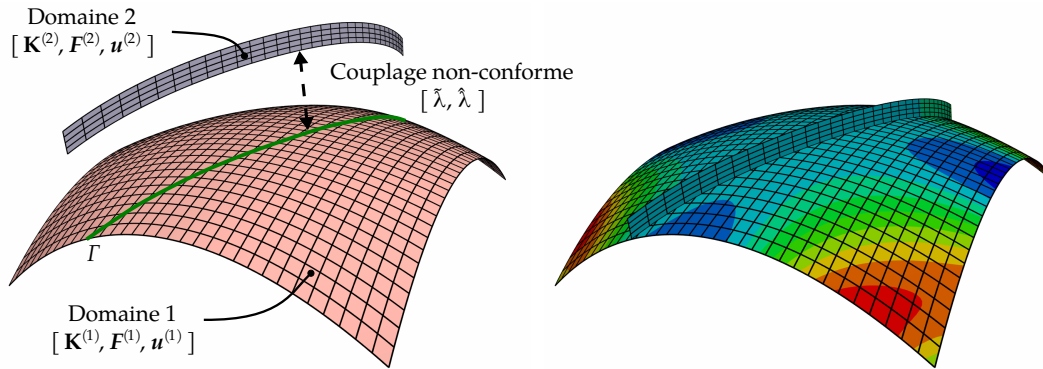 Domaine 2
[ K⁽²⁾, F⁽²⁾, u⁽²⁾ ]
Couplage non-conforme
[ λ̃, λ̂ ]
Γ
Domaine 1
[ K⁽¹⁾, F⁽¹⁾, u⁽¹⁾ ]